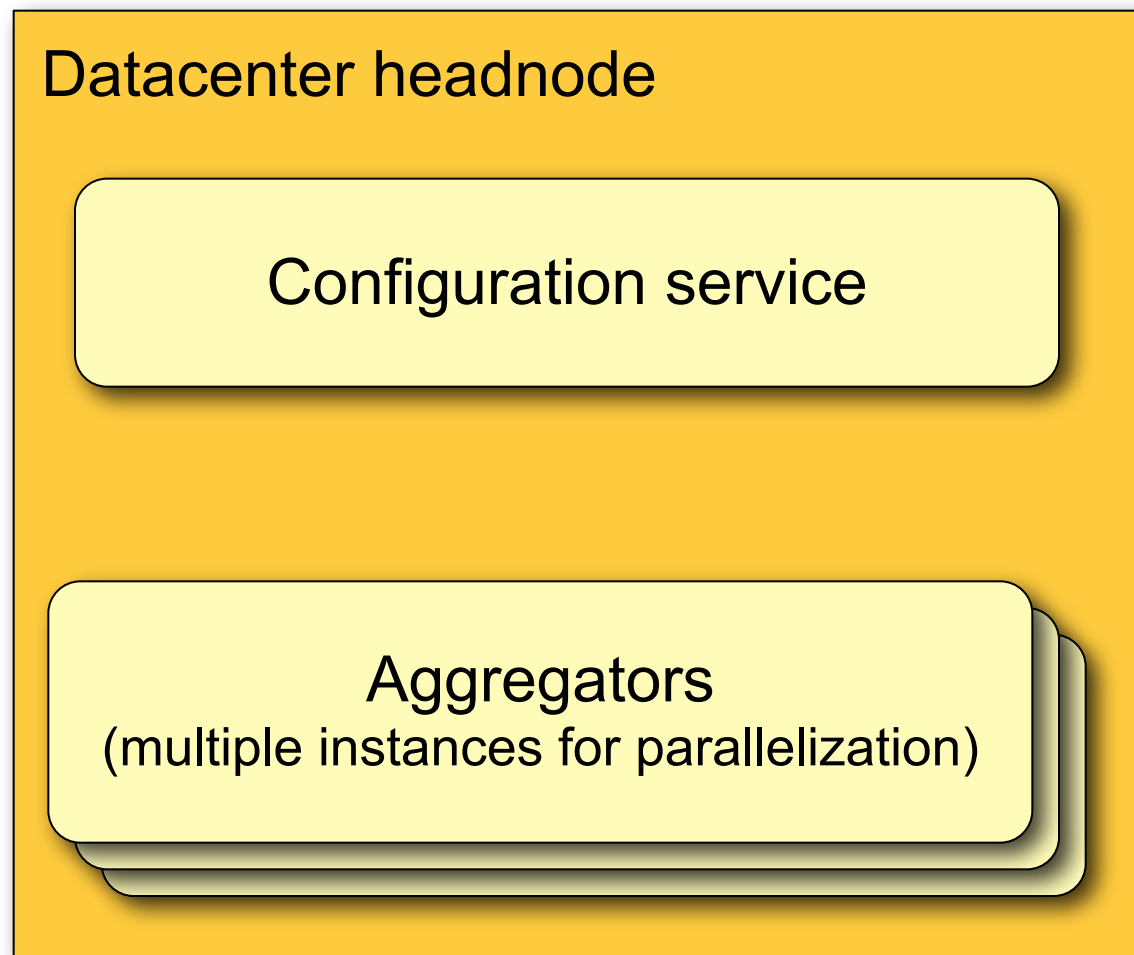 Datacenter headnode
Configuration service
Aggregators
(multiple instances for parallelization)